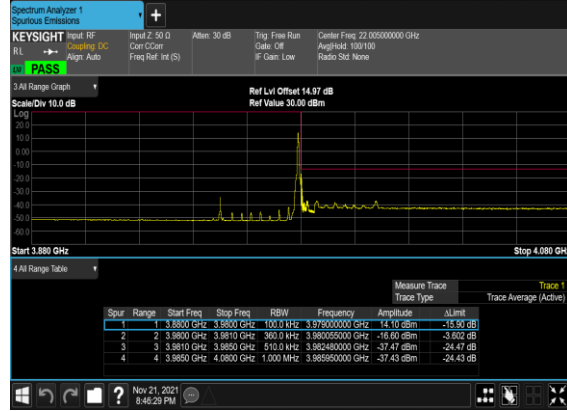 Spectrum Analyzer 1
Spurious Emissions
+
KEYSIGHT Input: RF Input Z: 50 Ω Atten: 30 dB Trig: Free Run Center Freq: 22.005000000 GHz
RL Coupling: DC Corr CCorr Gate: Off Avg|Hold: 100/100
Align: Auto Freq Ref: Int (S) IF Gain: Low Radio Std: None
PASS
3 All Range Graph Ref Lvl Offset 14.97 dB
Scale/Div 10.0 dB Ref Value 30.00 dBm
Log
20.0
10.0
0.00
-10.0
-20.0
-30.0
-40.0
-50.0
-60.0
Start 3.880 GHz Stop 4.080 GHz
4 All Range Table
Measure Trace Trace 1
Trace Type Trace Average (Active)
Spur Range Start Freq Stop Freq RBW Frequency Amplitude ΔLimit
1 1 3.8800 GHz 3.9800 GHz 100.0 kHz 3.979000000 GHz 14.10 dBm -15.90 dB
2 2 3.9800 GHz 3.9810 GHz 360.0 kHz 3.980055000 GHz -16.60 dBm -3.602 dB
3 3 3.9810 GHz 3.9850 GHz 510.0 kHz 3.982480000 GHz -37.47 dBm -24.47 dB
4 4 3.9850 GHz 4.0800 GHz 1.000 MHz 3.985950000 GHz -37.43 dBm -24.43 dB
? Nov 21, 2021
8:46:29 PM